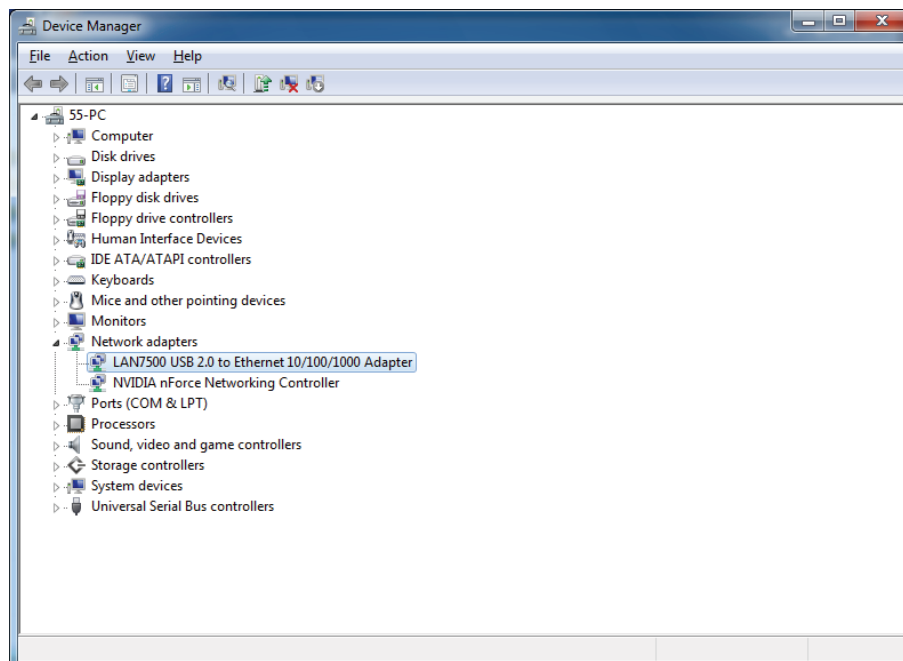 Device Manager
File Action View Help
55-PC
Computer
Disk drives
Display adapters
Floppy disk drives
Floppy drive controllers
Human Interface Devices
IDE ATA/ATAPI controllers
Keyboards
Mice and other pointing devices
Monitors
Network adapters
LAN7500 USB 2.0 to Ethernet 10/100/1000 Adapter
NVIDIA nForce Networking Controller
Ports (COM & LPT)
Processors
Sound, video and game controllers
Storage controllers
System devices
Universal Serial Bus controllers